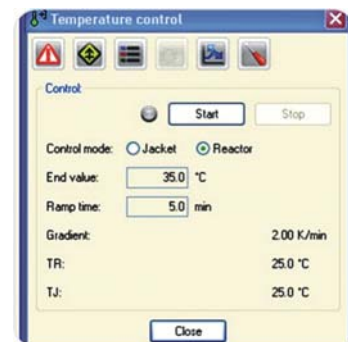 Temperature control
Control:
Start Stop
Control mode: Jacket Reactor
End value: 35.0 °C
Ramp time: 5.0 min
Gradient: 2.00 K/min
TR: 25.0 °C
TJ: 25.0 °C
Close